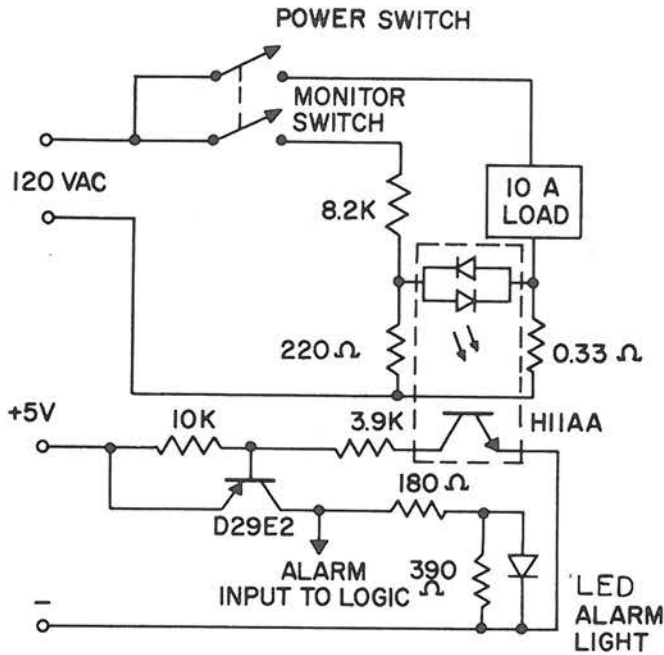 POWER SWITCH
MONITOR
SWITCH
120 VAC
8.2K
10 A
LOAD
220 Ω
0.33 Ω
+5V
10K
3.9K
H11AA
180 Ω
D29E2
ALARM
INPUT TO LOGIC
390
Ω
LED
ALARM
LIGHT
−